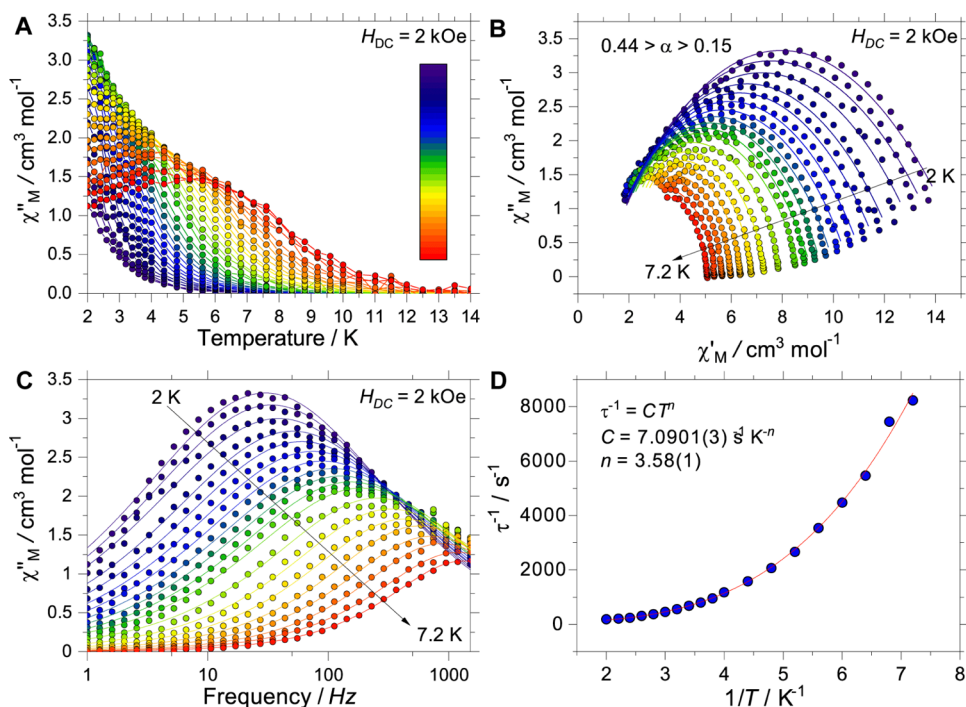 A
H_DC = 2 kOe
χ"_M / cm³ mol⁻¹
3.5
3.0
2.5
2.0
1.5
1.0
0.5
0.0
2 3 4 5 6 7 8 9 10 11 12 13 14
Temperature / K
B
0.44 > α > 0.15
H_DC = 2 kOe
χ"_M / cm³ mol⁻¹
3.5
3
2.5
2
1.5
1
0.5
0
2 K
7.2 K
0 2 4 6 8 10 12 14
χ'_M / cm³ mol⁻¹
C
2 K
H_DC = 2 kOe
χ"_M / cm³ mol⁻¹
3.5
3
2.5
2
1.5
1
0.5
0
7.2 K
1 10 100 1000
Frequency / Hz
D
τ⁻¹ = CTⁿ
C = 7.0901(3) s⁻¹ K⁻ⁿ
n = 3.58(1)
τ⁻¹ / s⁻¹
8000
6000
4000
2000
0
2 3 4 5 6 7 8
1/T / K⁻¹